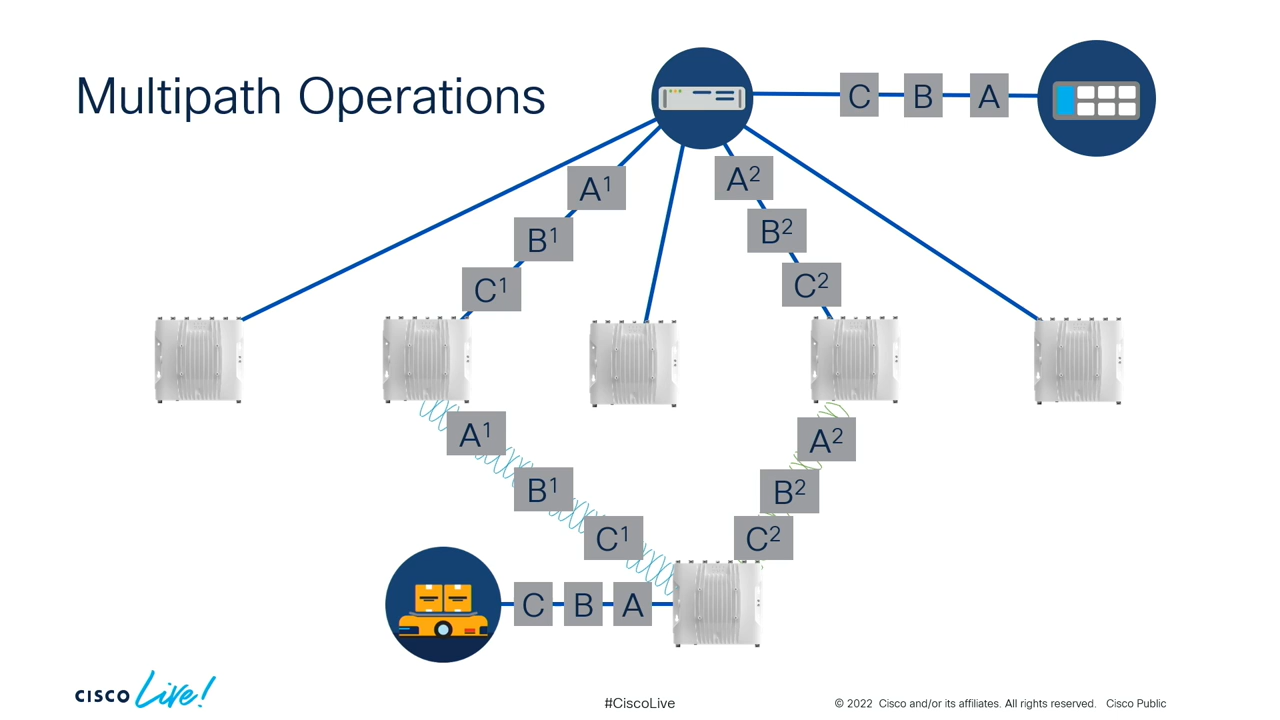 Multipath Operations
C B A
A¹
A²
B¹
B²
C¹
C²
A¹
A²
B¹
B²
C¹
C²
C B A
CISCO Live!
#CiscoLive
© 2022 Cisco and/or its affiliates. All rights reserved. Cisco Public